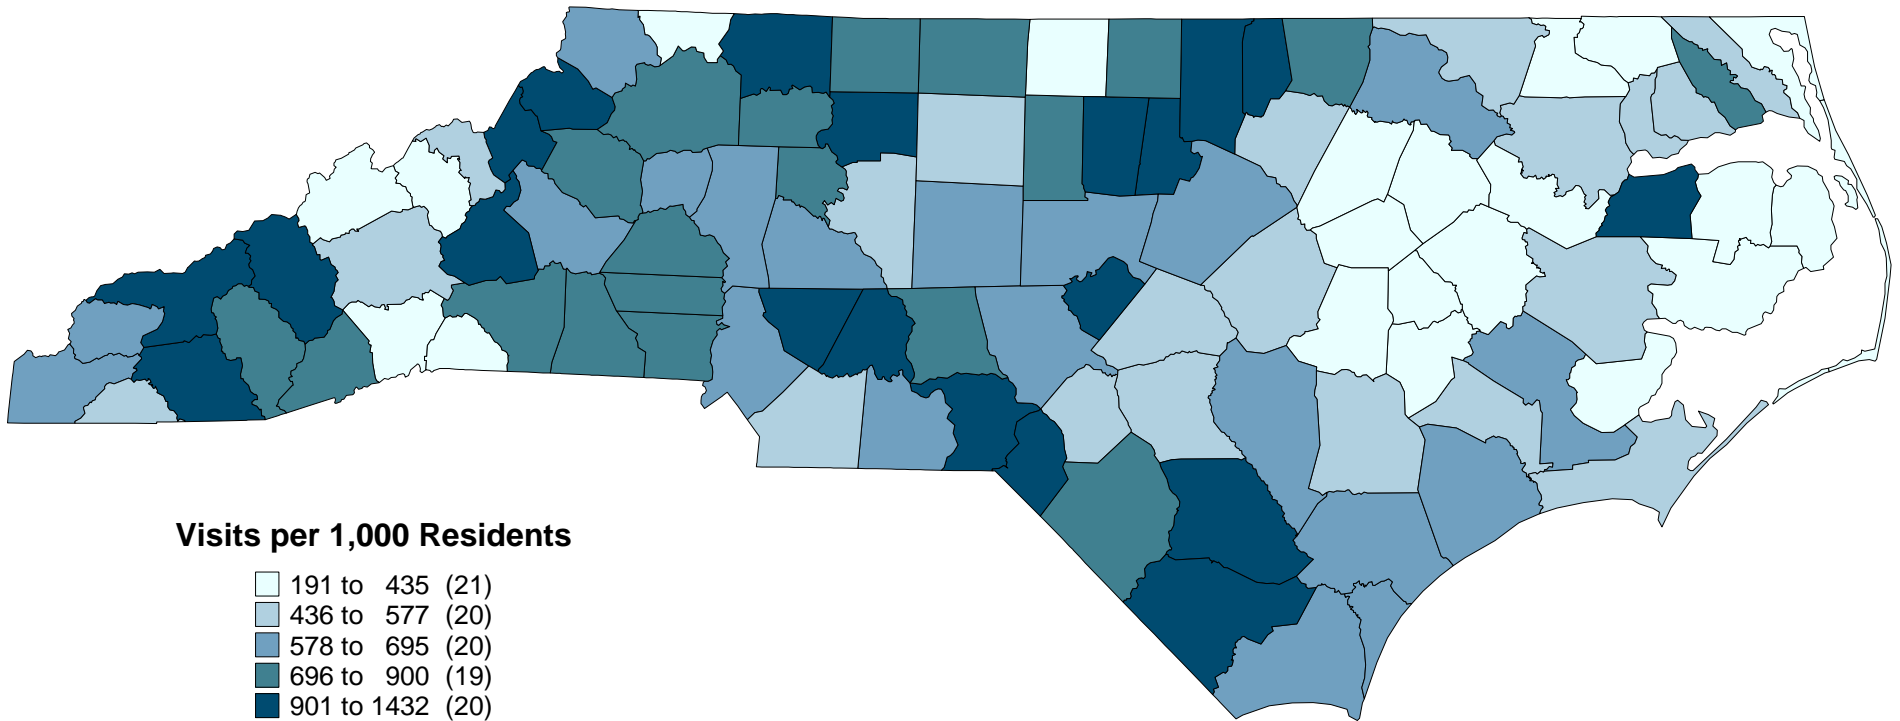 Visits per 1,000 Residents
191 to 435 (21)
436 to 577 (20)
578 to 695 (20)
696 to 900 (19)
901 to 1432 (20)